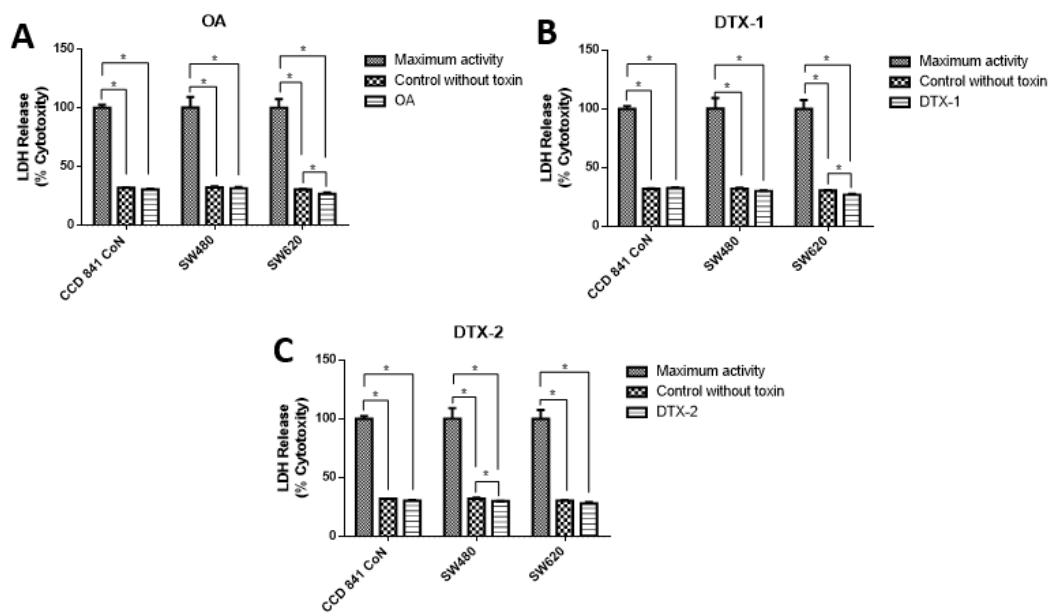 A
OA
150
100
50
0
LDH Release
(% Cytotoxicity)
* * * * * * *
CCD 841 CoN
SW480
SW620
Maximum activity
Control without toxin
OA
B
DTX-1
150
100
50
0
LDH Release
(% Cytotoxicity)
* * * * * * *
CCD 841 CoN
SW480
SW620
Maximum activity
Control without toxin
DTX-1
C
DTX-2
150
100
50
0
LDH Release
(% Cytotoxicity)
* * * * * * *
CCD 841 CoN
SW480
SW620
Maximum activity
Control without toxin
DTX-2